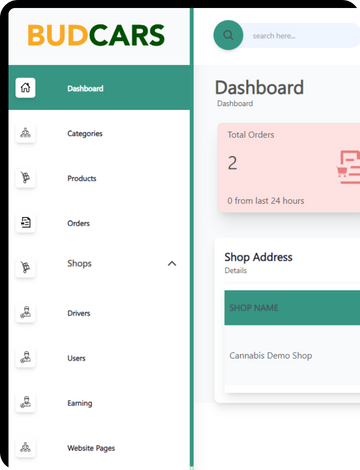 BUDCARS
Dashboard
Categories
Products
Orders
Shops
Drivers
Users
Earning
Website Pages
search here...
Dashboard
Dashboard
Total Orders
2
0 from last 24 hours
Shop Address
Details
SHOP NAME
Cannabis Demo Shop